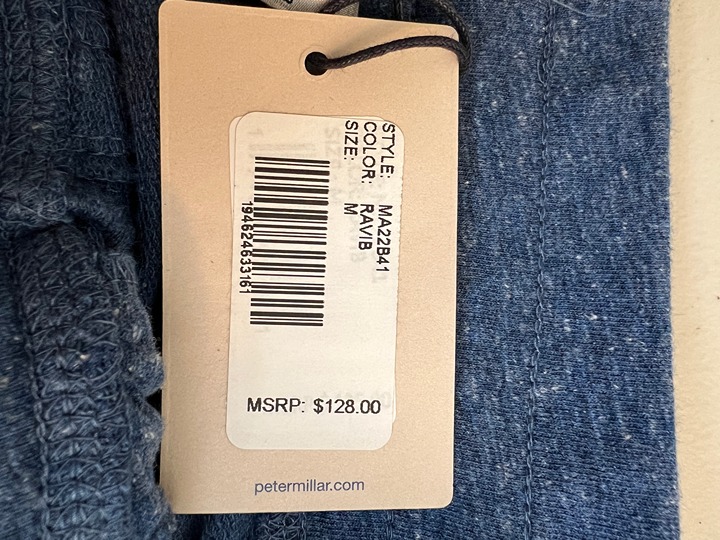 STYLE: MA22B41
COLOR: RAVIB
SIZE: M
194624633161
MSRP: $128.00
petermillar.com